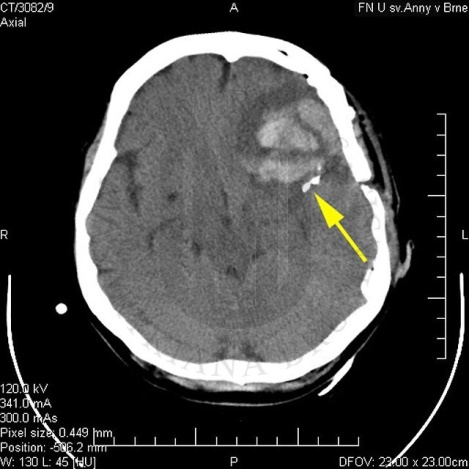 CT/3082/9
FN U sv.Anny v Brne
Axial
A
R
L
120.0 kV
341.0 mA
300.0 mAs
Pixel size: 0.449 mm
Position: -506.2 mm
W: 130 L: 45 [HU]
P
DFOV: 23.00 x 23.00cm